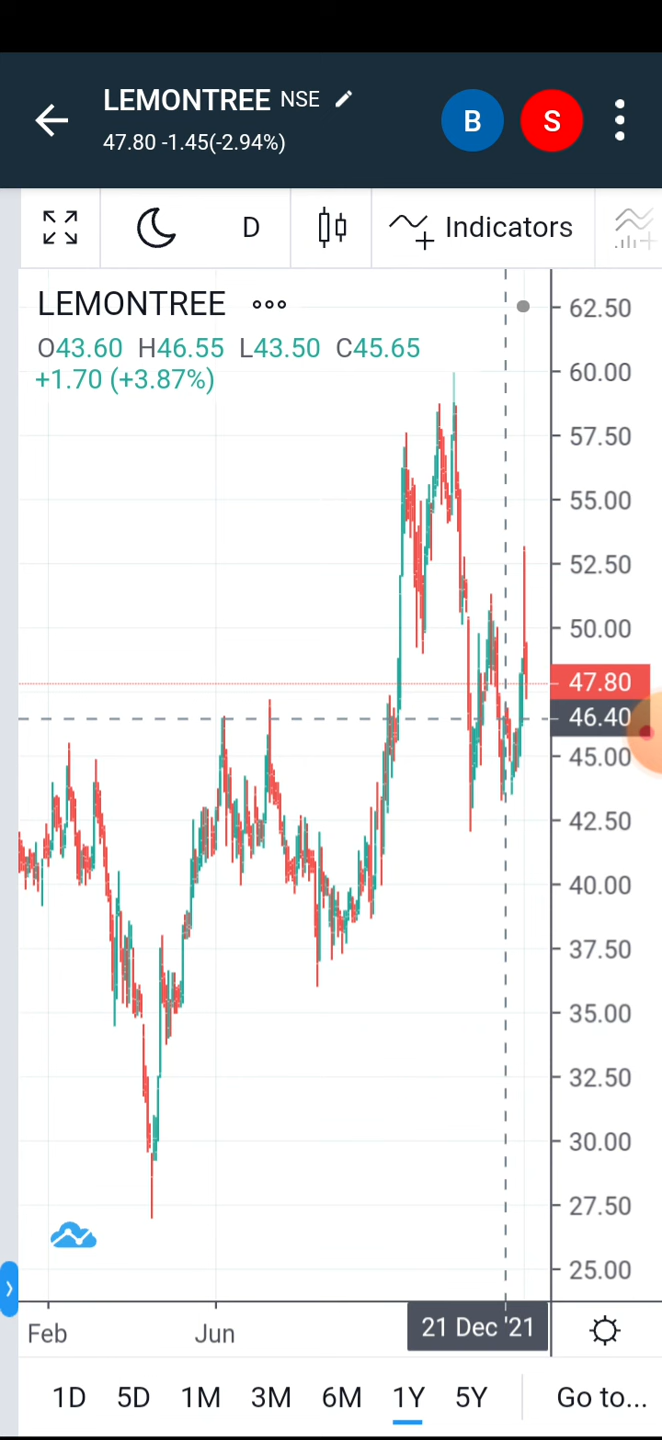 LEMONTREE NSE
47.80 -1.45(-2.94%)
B
S
D
Indicators
LEMONTREE
O43.60 H46.55 L43.50 C45.65
+1.70 (+3.87%)
62.50
60.00
57.50
55.00
52.50
50.00
47.80
46.40
45.00
42.50
40.00
37.50
35.00
32.50
30.00
27.50
25.00
Feb
Jun
21 Dec '21
1D 5D 1M 3M 6M 1Y 5Y Go to...